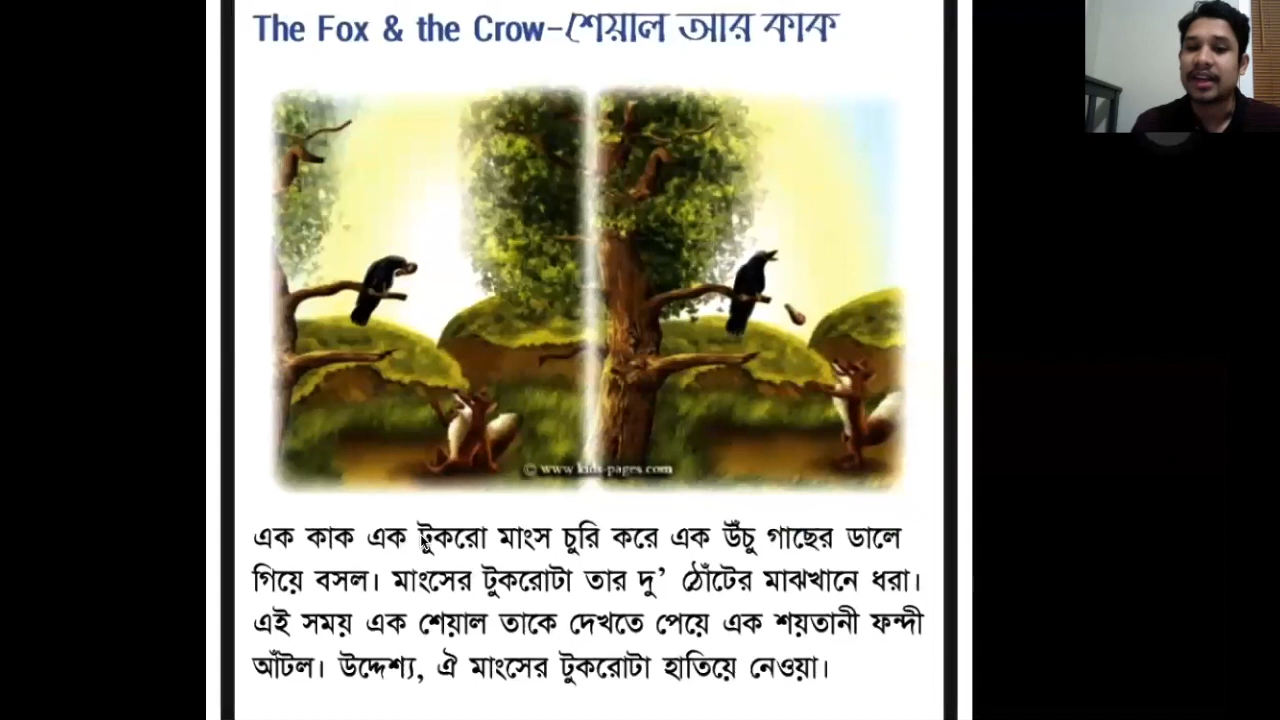 The Fox & the Crow-শেয়াল আর কাক
© www.kids-pages.com
এক কাক এক টুকরো মাংস চুরি করে এক উঁচু গাছের ডালে
গিয়ে বসল। মাংসের টুকরোটা তার দু’ ঠোঁটের মাঝখানে ধরা।
এই সময় এক শেয়াল তাকে দেখতে পেয়ে এক শয়তানী ফন্দী
আঁটল। উদ্দেশ্য, ঐ মাংসের টুকরোটা হাতিয়ে নেওয়া।